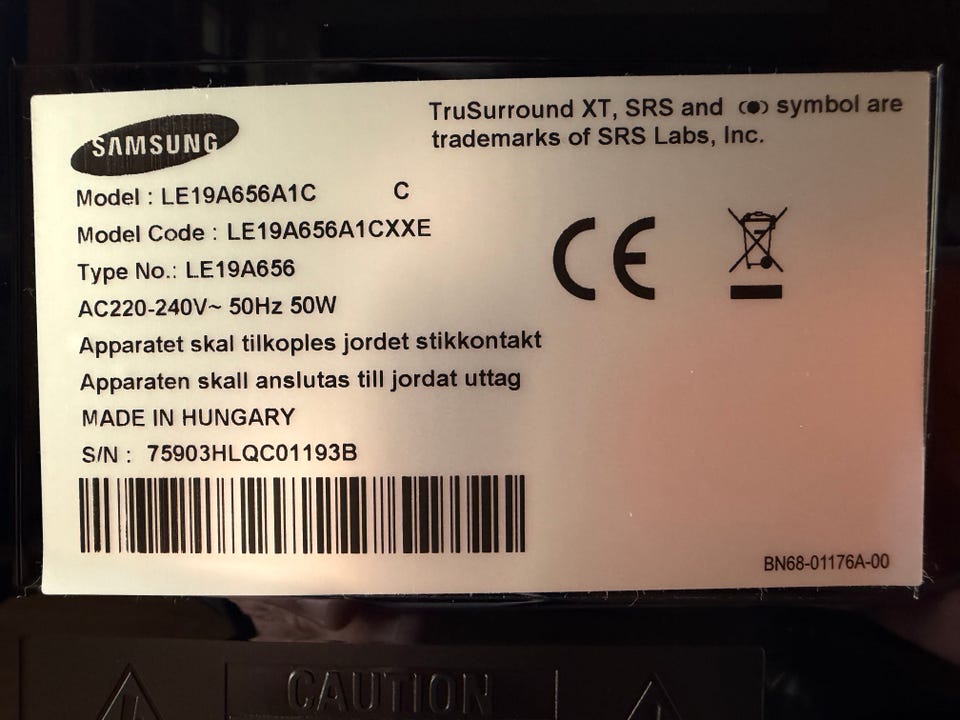 SAMSUNG
TruSurround XT, SRS and symbol are
trademarks of SRS Labs, Inc.
Model : LE19A656A1C C
Model Code : LE19A656A1CXXE
Type No.: LE19A656
AC220-240V~ 50Hz 50W
Apparatet skal tilkoples jordet stikkontakt
Apparaten skall anslutas till jordat uttag
MADE IN HUNGARY
S/N : 75903HLQC01193B
CE
BN68-01176A-00
CAUTION